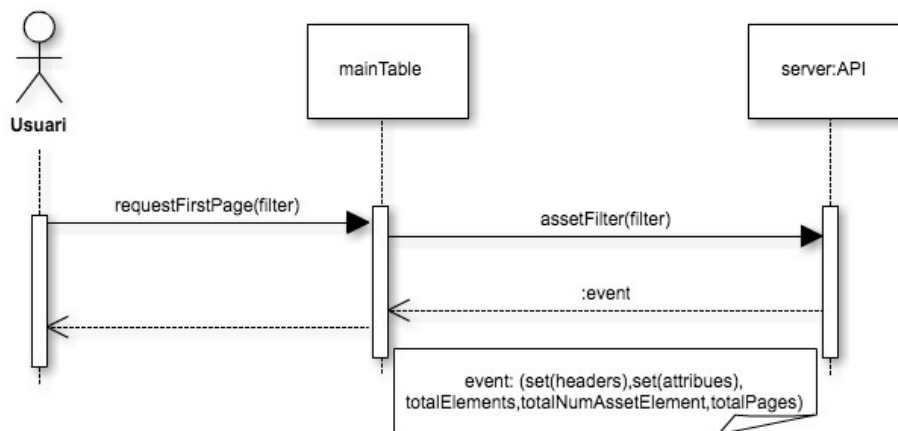 mainTable
server:API
Usuari
requestFirstPage(filter)
assetFilter(filter)
:event
event: (set(headers),set(attribues),
totalElements,totalNumAssetElement,totalPages)